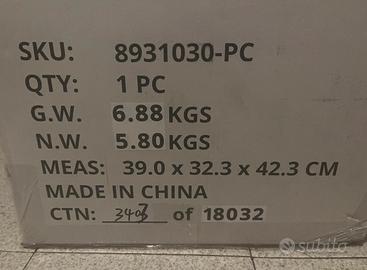 SKU: 8931030-PC
QTY: 1 PC
G.W. 6.88 KGS
N.W. 5.80 KGS
MEAS: 39.0 x 32.3 x 42.3 CM
MADE IN CHINA
CTN: 3403 of 18032
subito